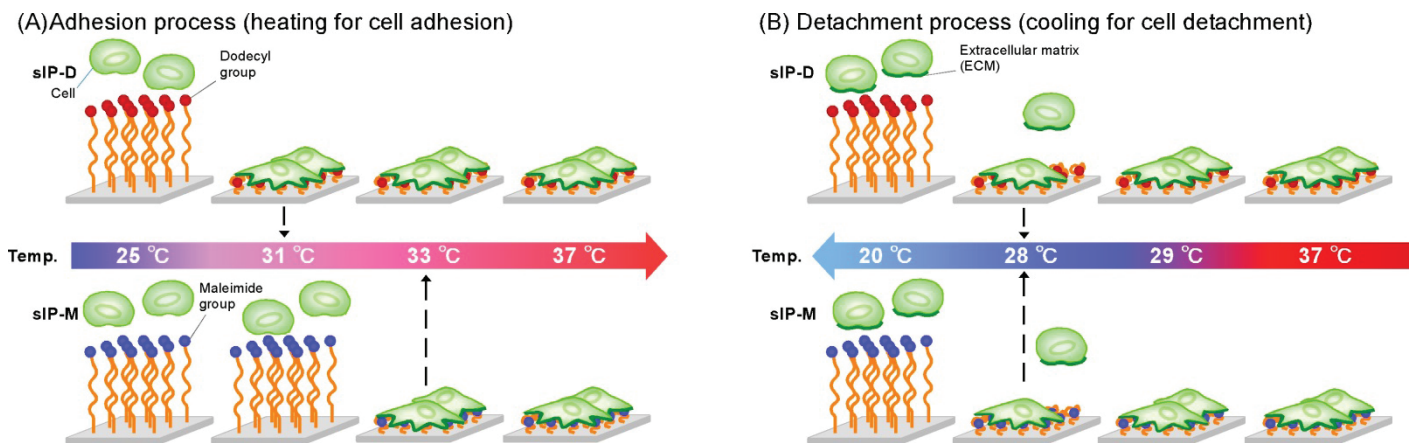 (A)Adhesion process (heating for cell adhesion)
sIP-D
Cell
Dodecyl
group
Temp.
25 ℃
31 ℃
33 ℃
37 ℃
sIP-M
Maleimide
group
(B) Detachment process (cooling for cell detachment)
sIP-D
Extracellular matrix
(ECM)
Temp.
20 ℃
28 ℃
29 ℃
37 ℃
sIP-M